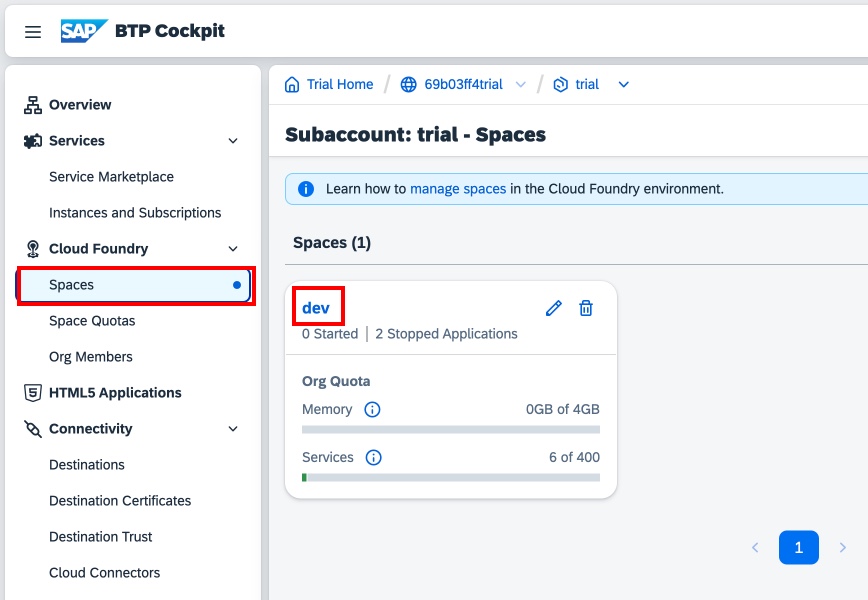 SAP BTP Cockpit
Overview
Services
Service Marketplace
Instances and Subscriptions
Cloud Foundry
Spaces
Space Quotas
Org Members
5 HTML5 Applications
Connectivity
Destinations
Destination Certificates
Destination Trust
Cloud Connectors
Trial Home / 69b03ff4trial / trial
Subaccount: trial - Spaces
i Learn how to manage spaces in the Cloud Foundry environment.
Spaces (1)
dev
0 Started | 2 Stopped Applications
Org Quota
Memory i 0GB of 4GB
Services i 6 of 400
< 1 >